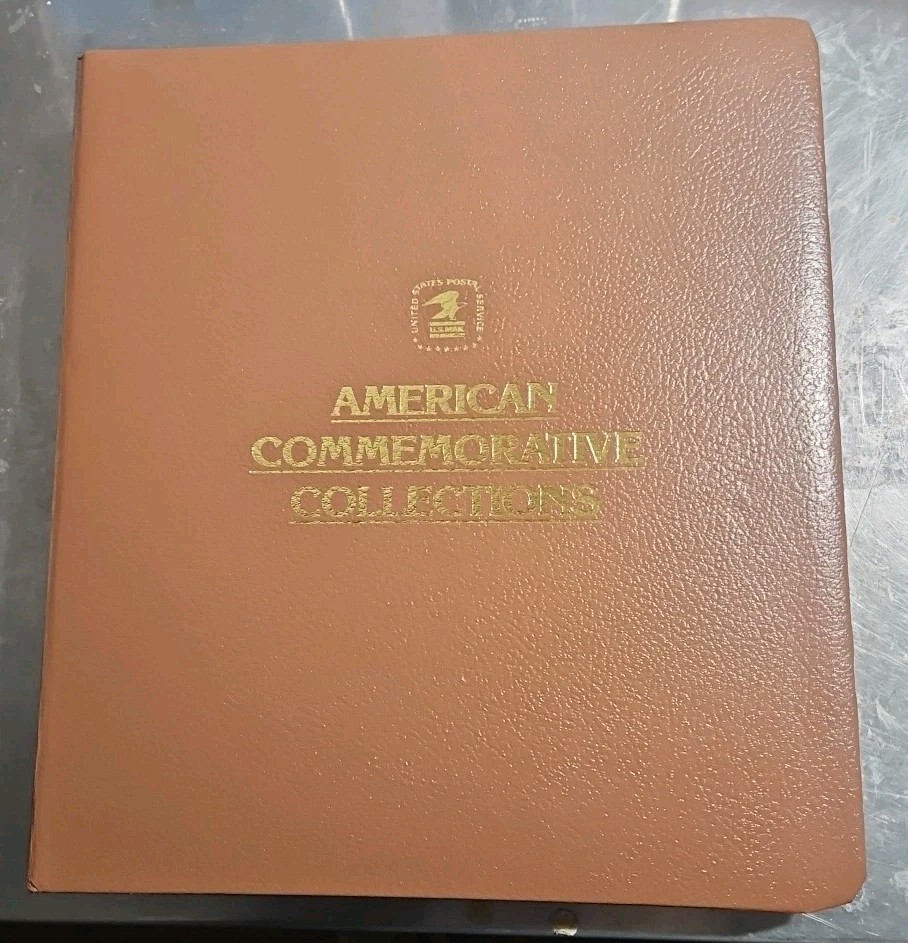 UNITED STATES POSTAL SERVICE
U.S.MAIL
AMERICAN
COMMEMORATIVE
COLLECTIONS